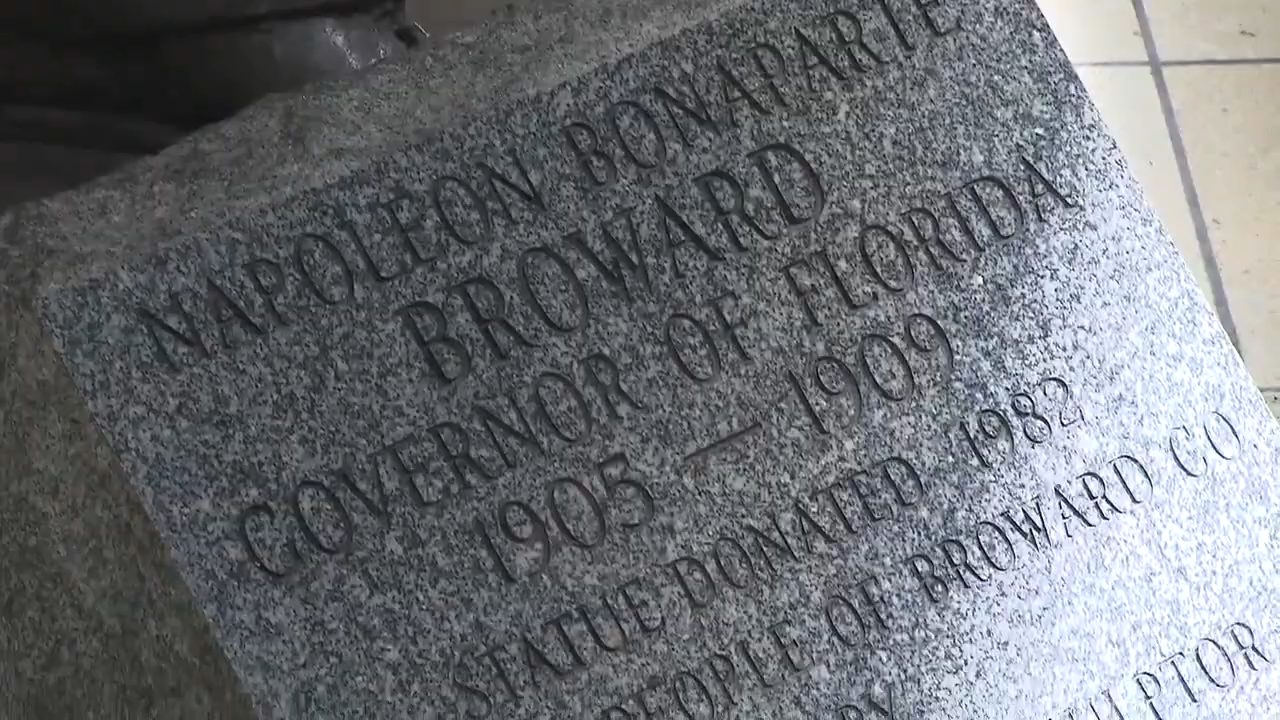 NAPOLEON BONAPARTE
BROWARD
GOVERNOR OF FLORIDA
1905 — 1909
STATUE DONATED 1982
PEOPLE OF BROWARD CO